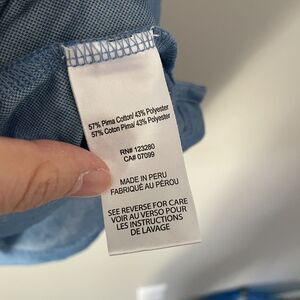 57% Pima Cotton/ 43% Polyester
57% Coton Pima/ 43% Polyester
RN# 123280
CA# 07099
MADE IN PERU
FABRIQUÉ AU PÉROU
SEE REVERSE FOR CARE
VOIR AU VERSO POUR
LES INSTRUCTIONS
DE LAVAGE